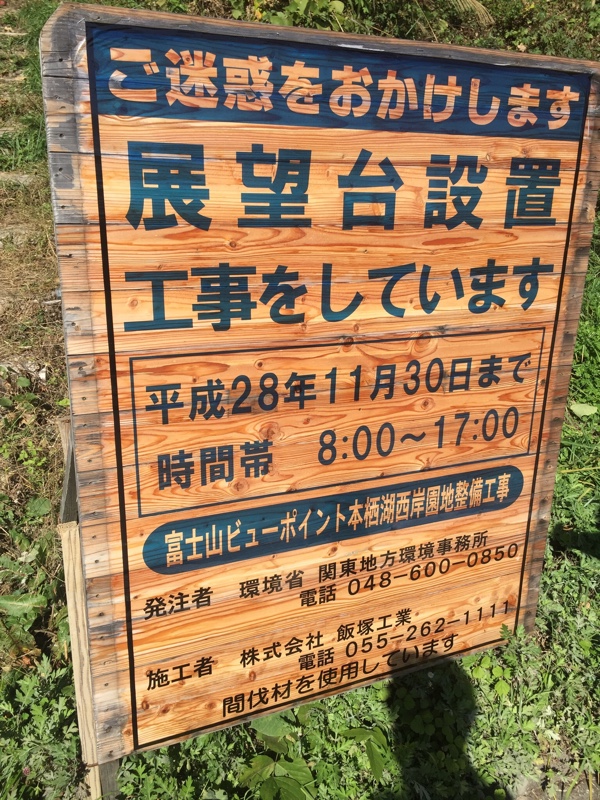 ご迷惑をおかけします
展望台設置
工事をしています
平成28年11月30日まで
時間帯 8:00〜17:00
富士山ビューポイント本栖湖西岸園地整備工事
発注者 環境省 関東地方環境事務所
電話 048-600-0850
施工者 株式会社 飯塚工業
電話 055-262-1111
間伐材を使用しています